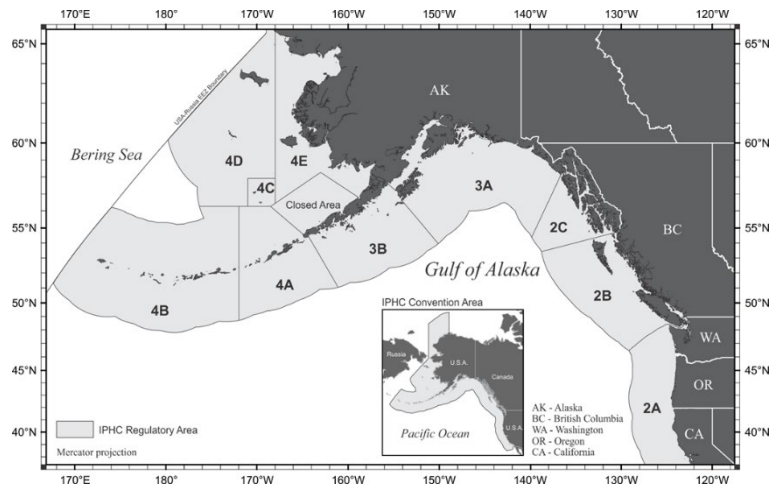 170°E 180° 170°W 160°W 150°W 140°W 130°W 120°W
65°N 65°N
USA-Russia EEZ Boundary
AK
60°N 60°N
Bering Sea
4D 4E
4C
Closed Area
3A
2C
BC
55°N 55°N
3B
Gulf of Alaska
4A
4B
2B
50°N 50°N
IPHC Convention Area
WA
Russia
U.S.A.
Canada
45°N 45°N
OR
2A
U.S.A.
Pacific Ocean
AK - Alaska
BC - British Columbia
WA - Washington
OR - Oregon
CA - California
CA
40°N 40°N
IPHC Regulatory Area
Mercator projection
170°E 180° 170°W 160°W 150°W 140°W 130°W 120°W